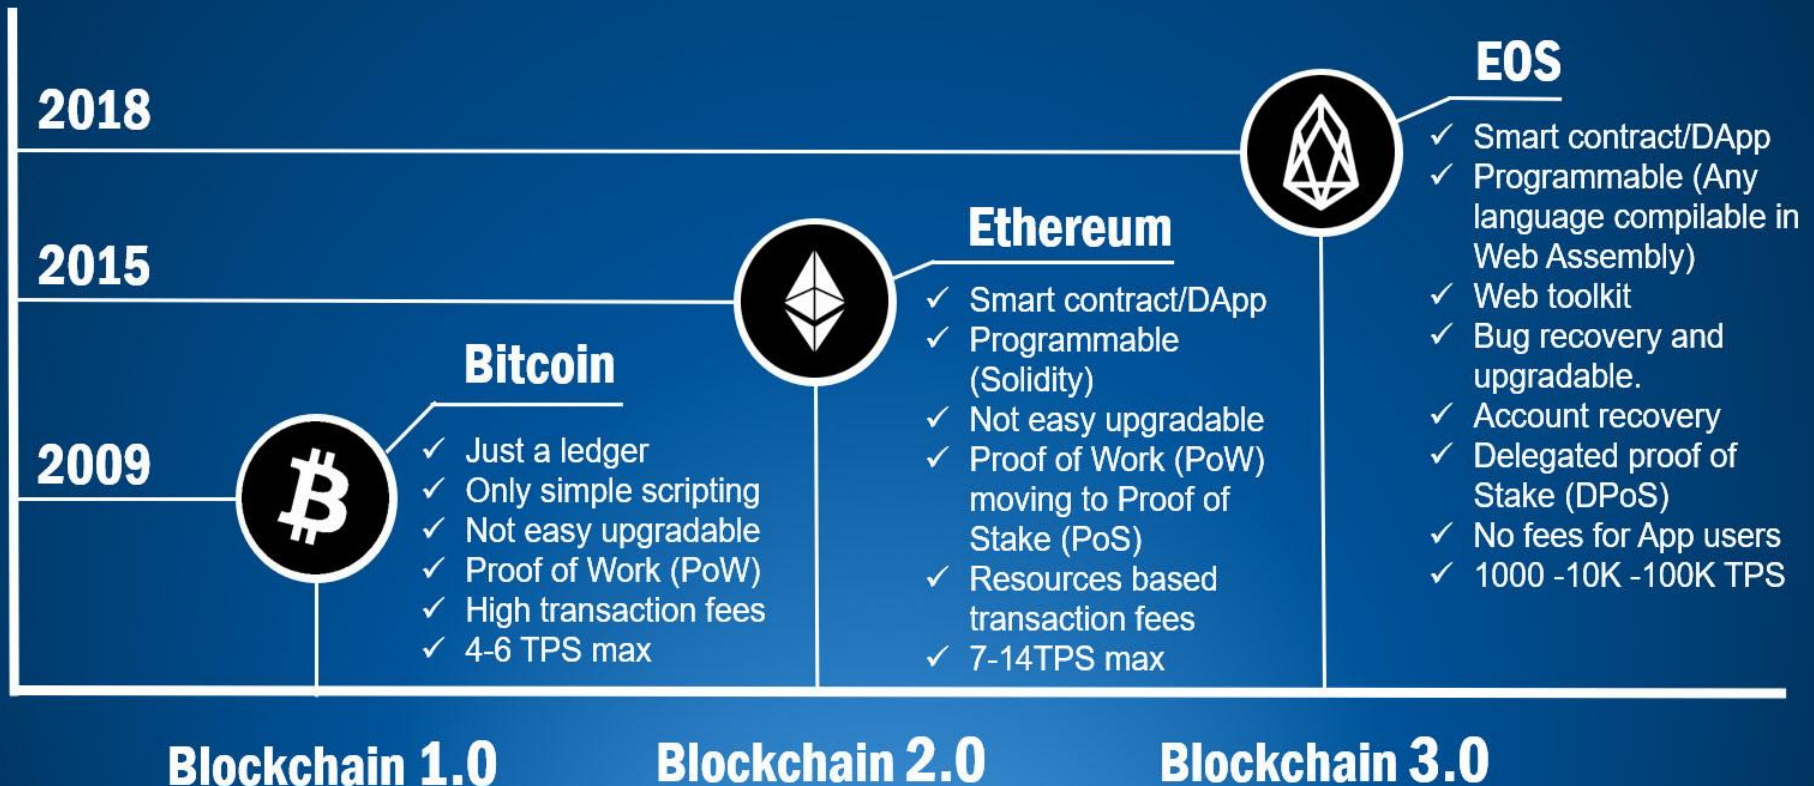 2018
2015
2009
Bitcoin
✓ Just a ledger
✓ Only simple scripting
✓ Not easy upgradable
✓ Proof of Work (PoW)
✓ High transaction fees
✓ 4-6 TPS max
Ethereum
✓ Smart contract/DApp
✓ Programmable
(Solidity)
✓ Not easy upgradable
✓ Proof of Work (PoW)
moving to Proof of
Stake (PoS)
✓ Resources based
transaction fees
✓ 7-14TPS max
EOS
✓ Smart contract/DApp
✓ Programmable (Any
language compilable in
Web Assembly)
✓ Web toolkit
✓ Bug recovery and
upgradable.
✓ Account recovery
✓ Delegated proof of
Stake (DPoS)
✓ No fees for App users
✓ 1000 -10K -100K TPS
Blockchain 1.0
Blockchain 2.0
Blockchain 3.0